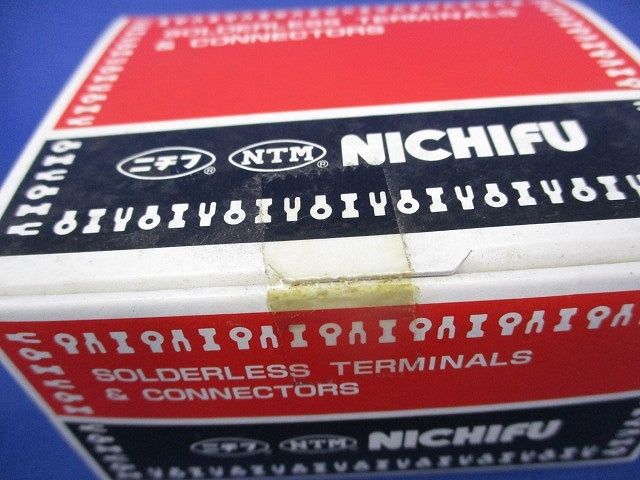 SOLDERLESS TERMINALS
& CONNECTORS
ニチフ® NTM® NICHIFU
SOLDERLESS TERMINALS
& CONNECTORS
ニチフ NTM NICHIFU